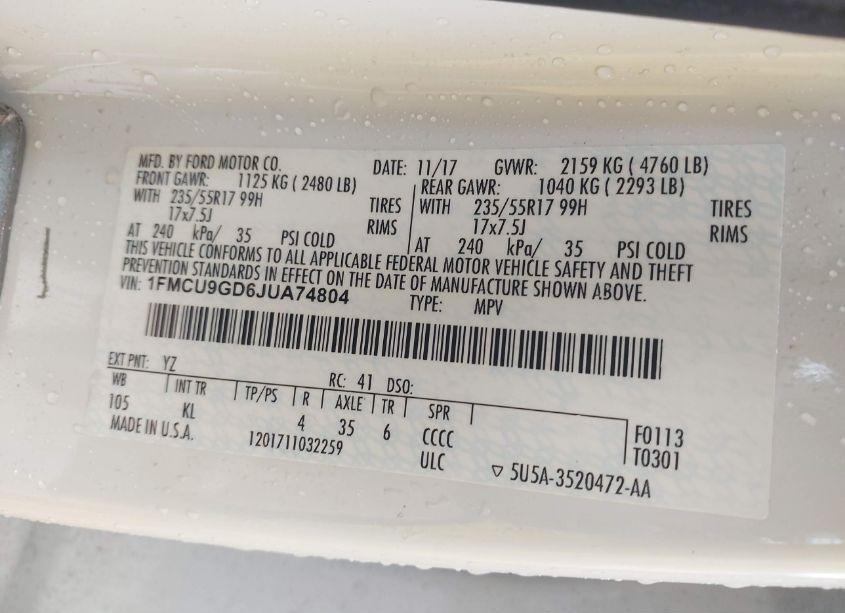 MFD. BY FORD MOTOR CO. DATE: 11/17 GVWR: 2159 KG ( 4760 LB)
FRONT GAWR: 1125 KG ( 2480 LB) REAR GAWR: 1040 KG ( 2293 LB)
WITH 235/55R17 99H TIRES WITH 235/55R17 99H TIRES
17x7.5J RIMS 17x7.5J RIMS
AT 240 kPa/ 35 PSI COLD AT 240 kPa/ 35 PSI COLD
THIS VEHICLE CONFORMS TO ALL APPLICABLE FEDERAL MOTOR VEHICLE SAFETY AND THEFT
PREVENTION STANDARDS IN EFFECT ON THE DATE OF MANUFACTURE SHOWN ABOVE.
VIN: 1FMCU9GD6JUA74804 TYPE: MPV
EXT PNT: YZ RC: 41 DSO:
WB INT TR TP/PS R AXLE TR SPR
105 KL 4 35 6 CCCC F0113
MADE IN U.S.A. 1201711032259 ULC T0301
▽ 5U5A-3520472-AA